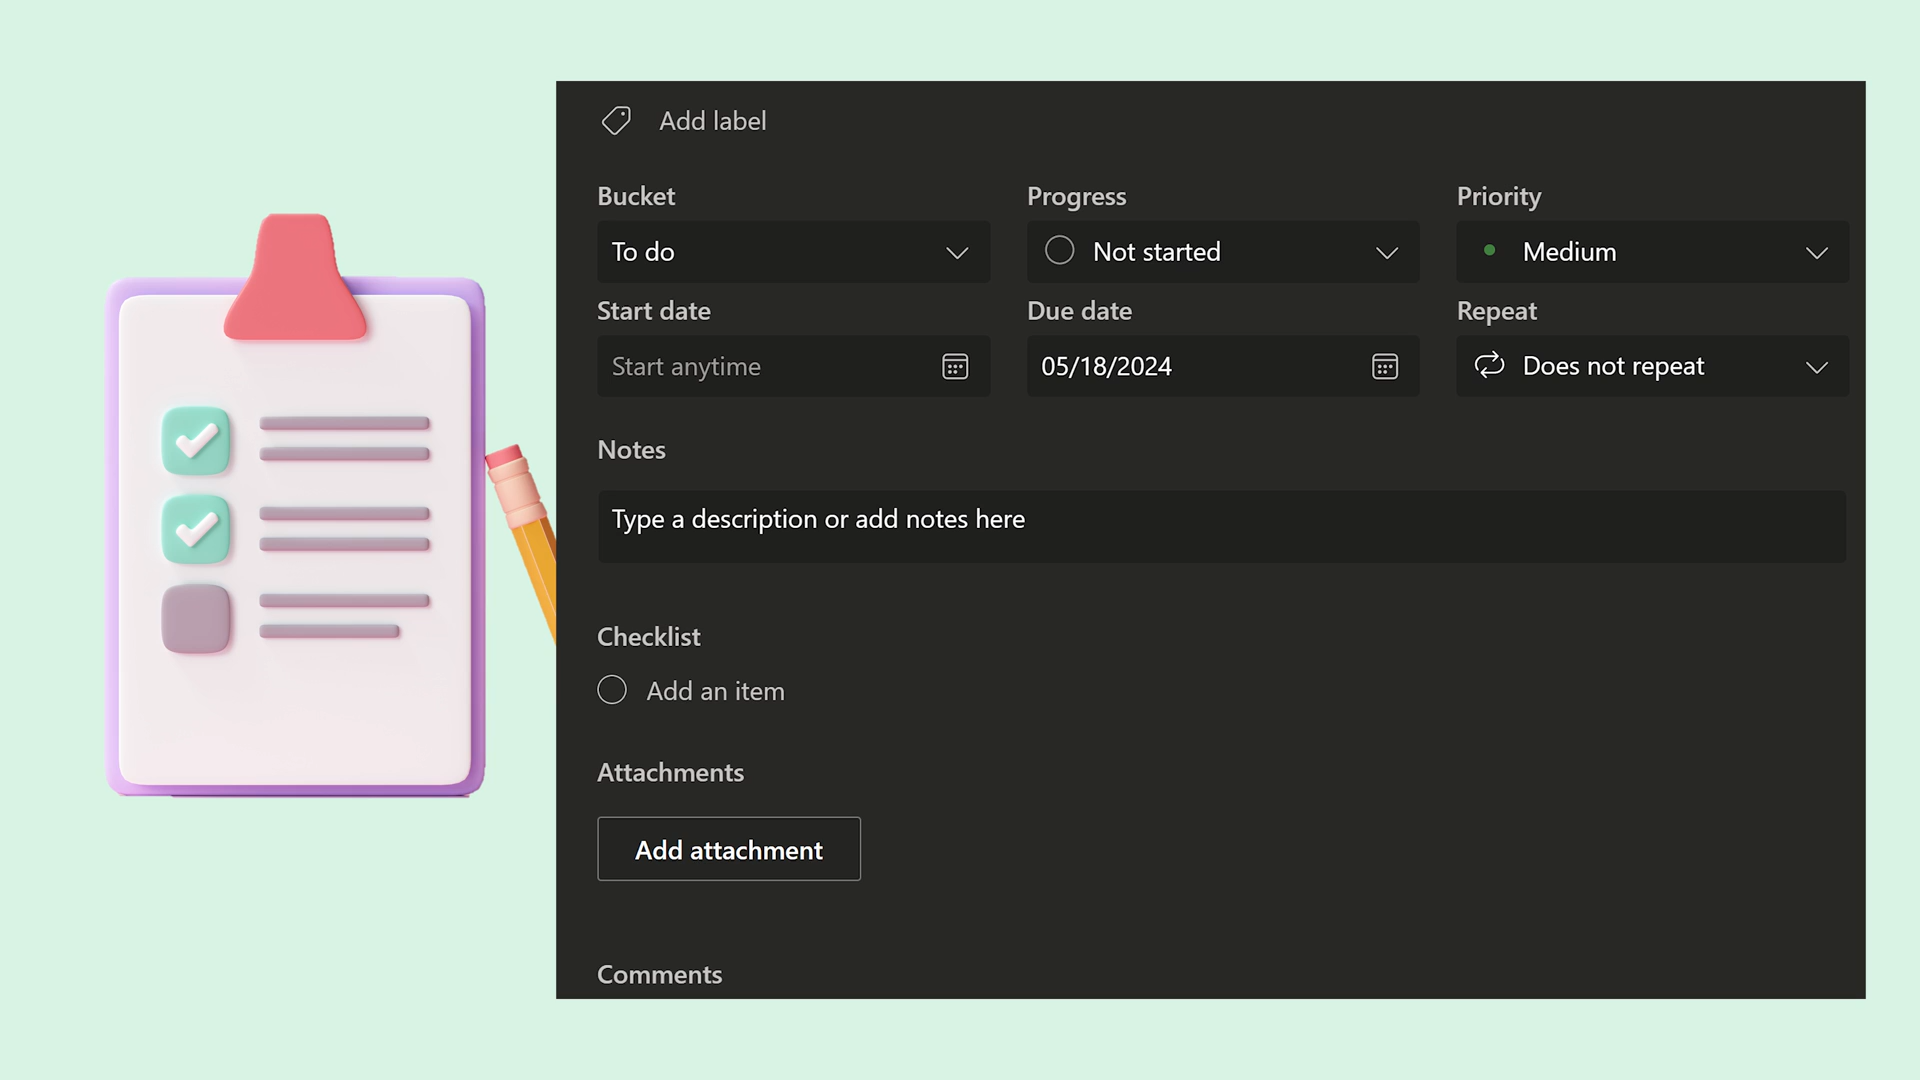 Add label
Bucket
Progress
Priority
To do
Not started
Medium
Start date
Due date
Repeat
Start anytime
05/18/2024
Does not repeat
Notes
Type a description or add notes here
Checklist
Add an item
Attachments
Add attachment
Comments